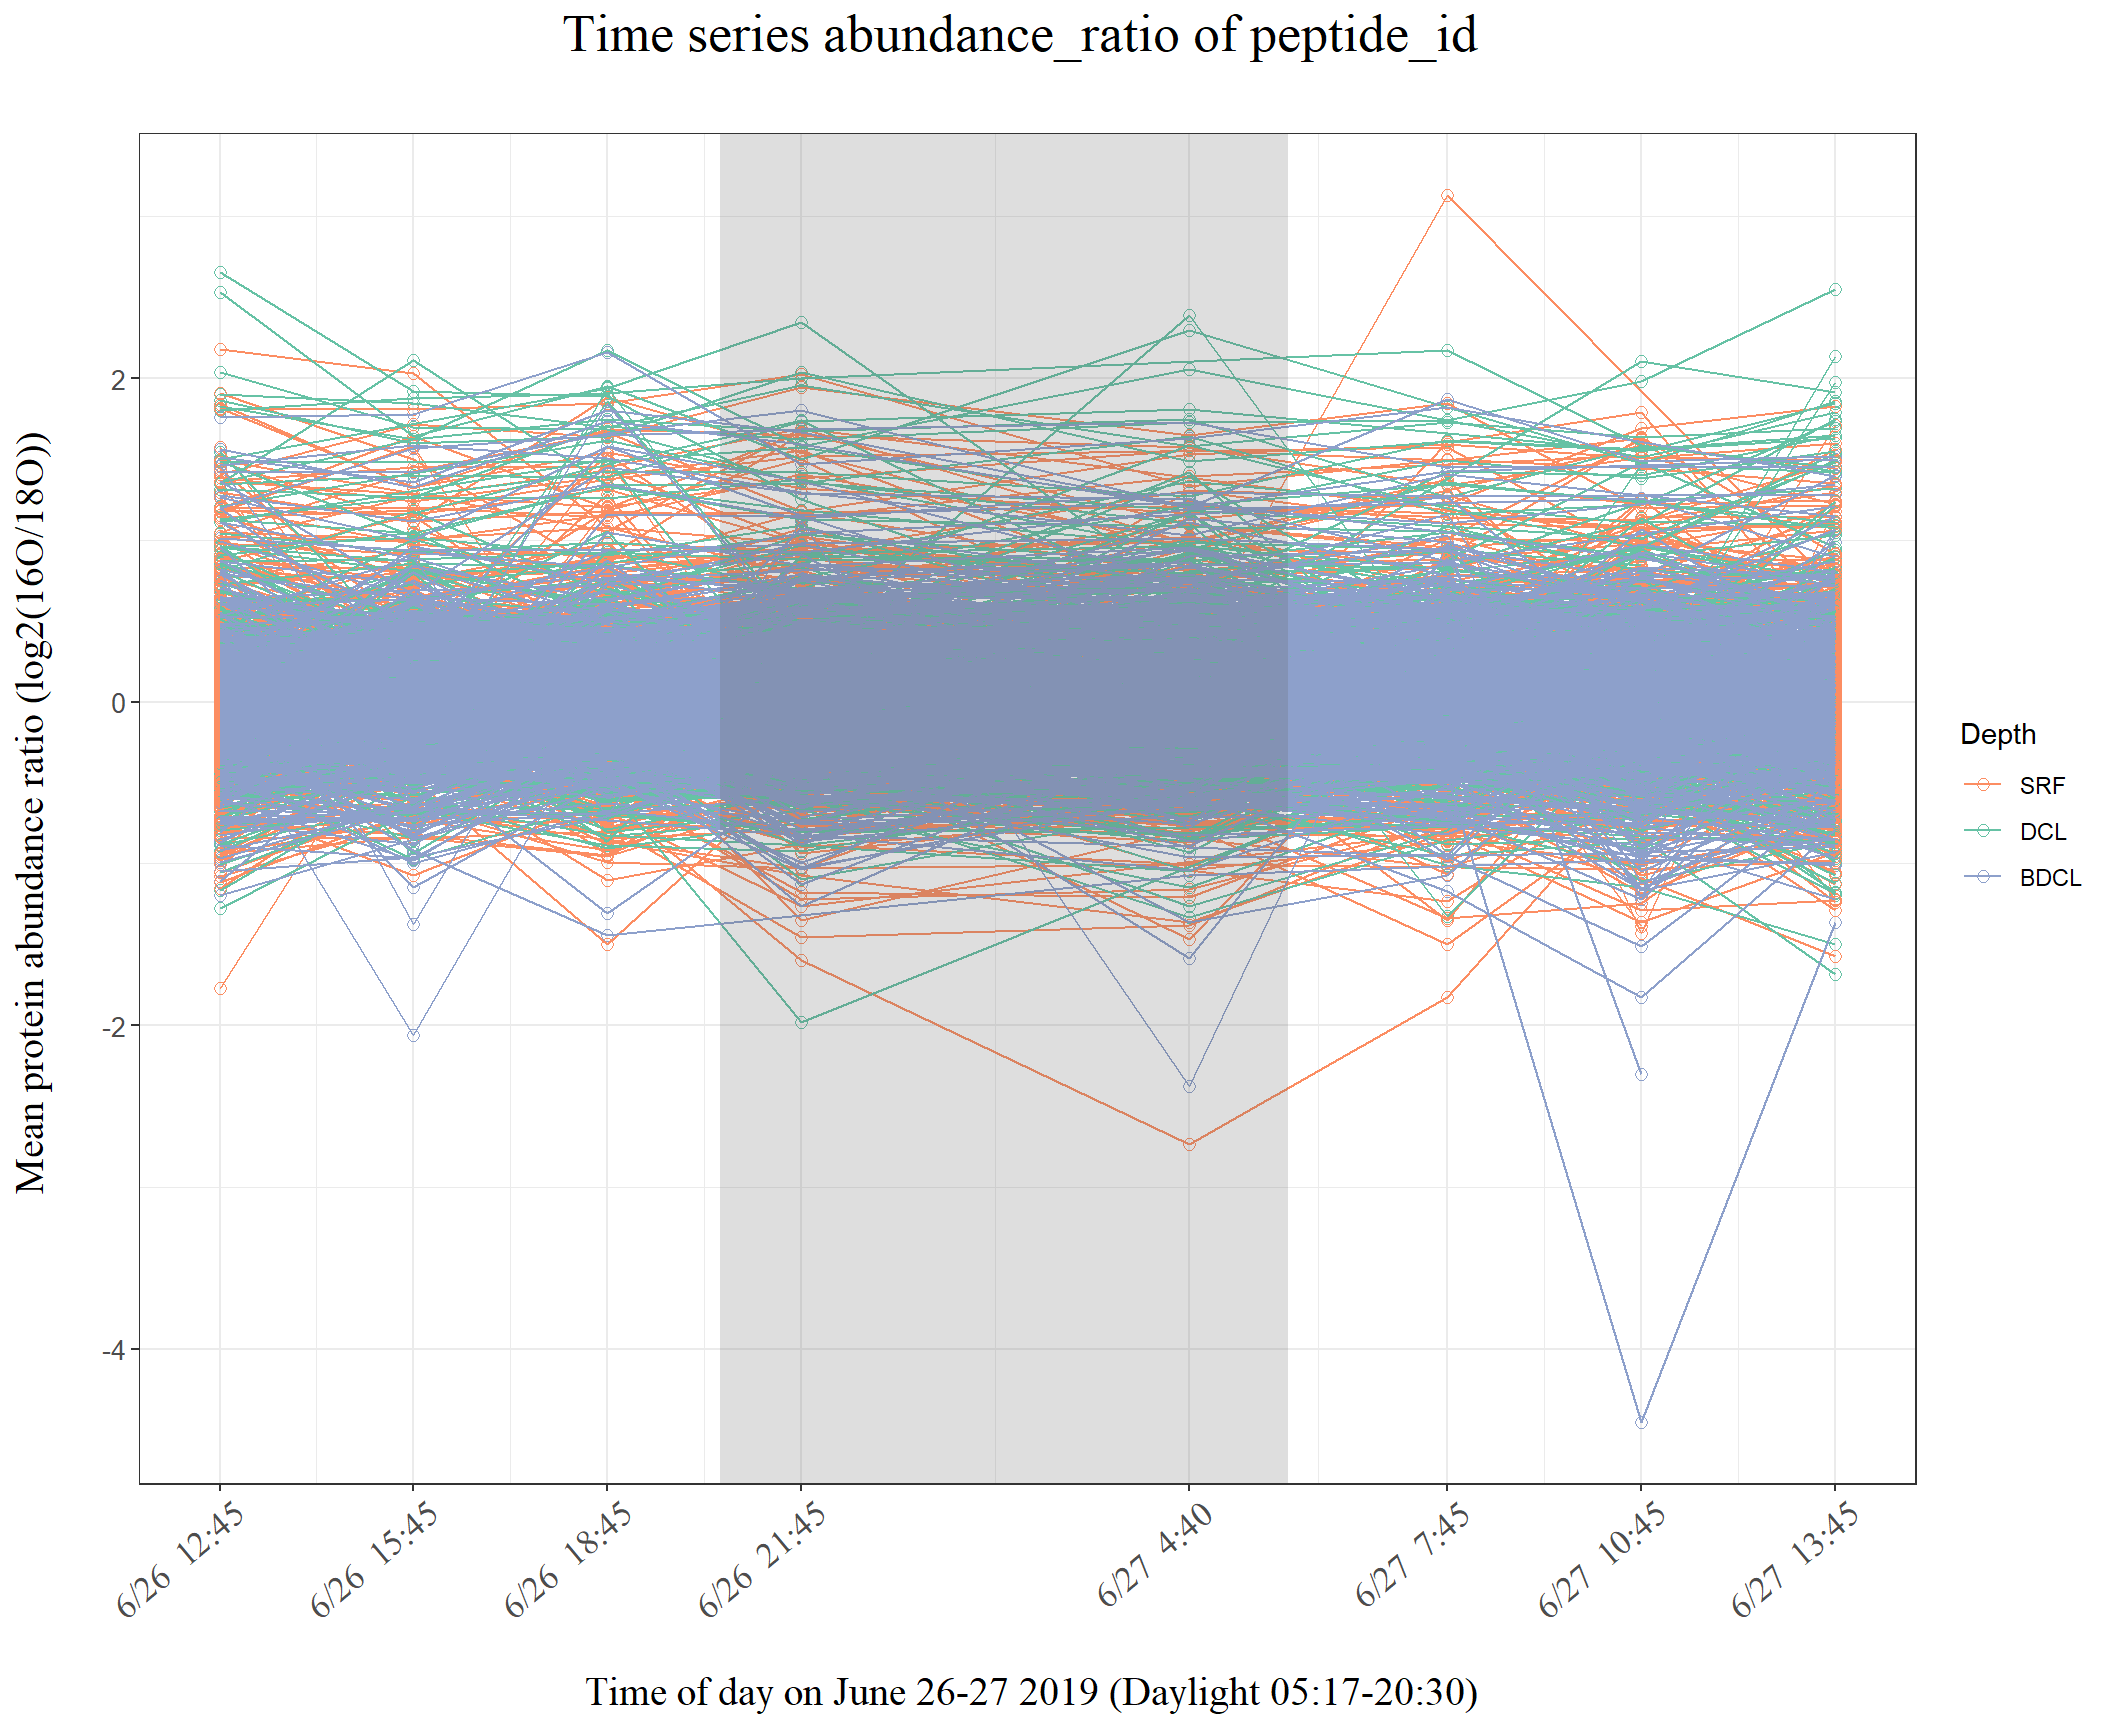 Time series abundance_ratio of peptide_id
Mean protein abundance ratio (log2(16O/18O))
2
0
-2
-4
6/26 12:45
6/26 15:45
6/26 18:45
6/26 21:45
6/27 4:40
6/27 7:45
6/27 10:45
6/27 13:45
Time of day on June 26-27 2019 (Daylight 05:17-20:30)
Depth
SRF
DCL
BDCL